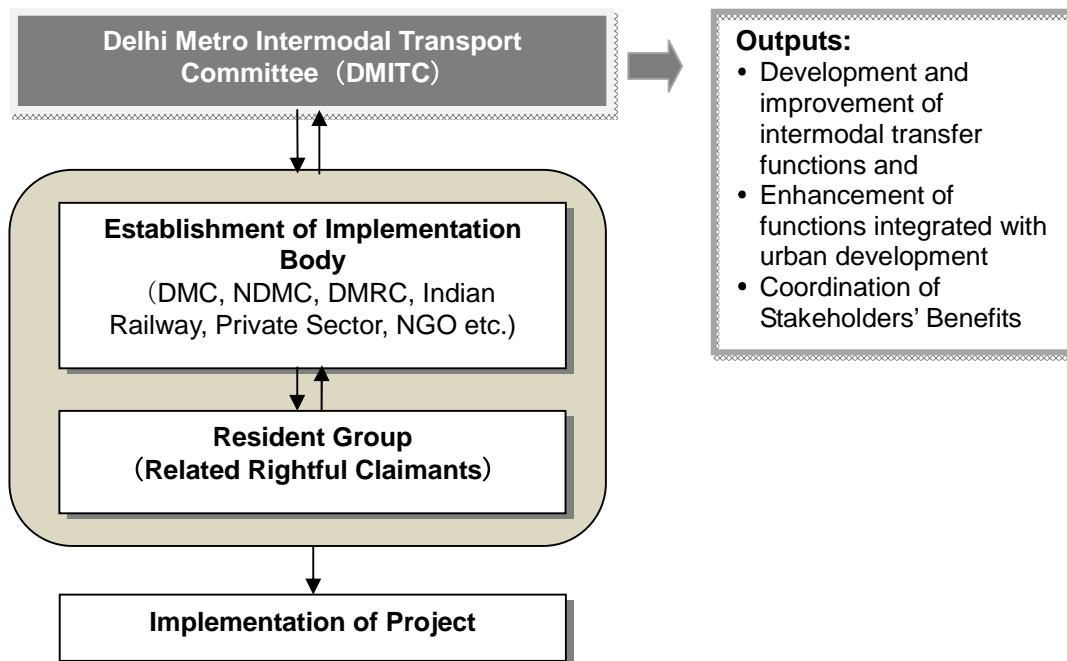 Delhi Metro Intermodal Transport
Committee（DMITC）
Outputs:
• Development and
improvement of
intermodal transfer
functions and
• Enhancement of
functions integrated with
urban development
• Coordination of
Stakeholders’ Benefits
Establishment of Implementation
Body
（DMC, NDMC, DMRC, Indian
Railway, Private Sector, NGO etc.)
Resident Group
（Related Rightful Claimants）
Implementation of Project